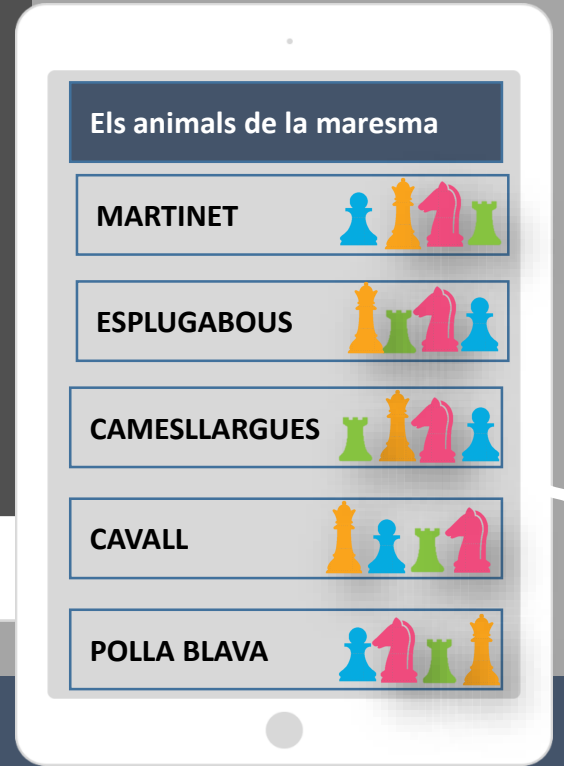 Els animals de la maresma
MARTINET
ESPLUGABOUS
CAMESLLARGUES
CAVALL
POLLA BLAVA